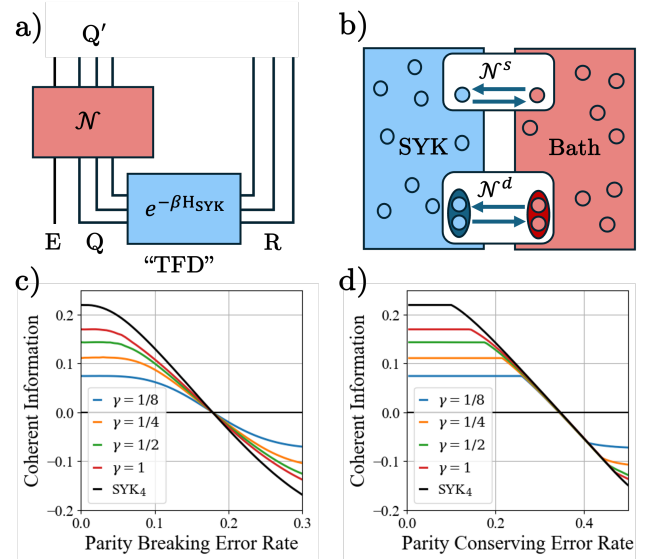 a)
Q′
𝒩
e^{−βH_SYK}
E
Q
R
“TFD”
b)
𝒩^s
SYK
Bath
𝒩^d
c)
Coherent Information
0.2
0.1
0.0
−0.1
−0.2
γ = 1/8
γ = 1/4
γ = 1/2
γ = 1
SYK₄
0.0 0.1 0.2 0.3
Parity Breaking Error Rate
d)
Coherent Information
0.2
0.1
0.0
−0.1
−0.2
γ = 1/8
γ = 1/4
γ = 1/2
γ = 1
SYK₄
0.0 0.2 0.4
Parity Conserving Error Rate